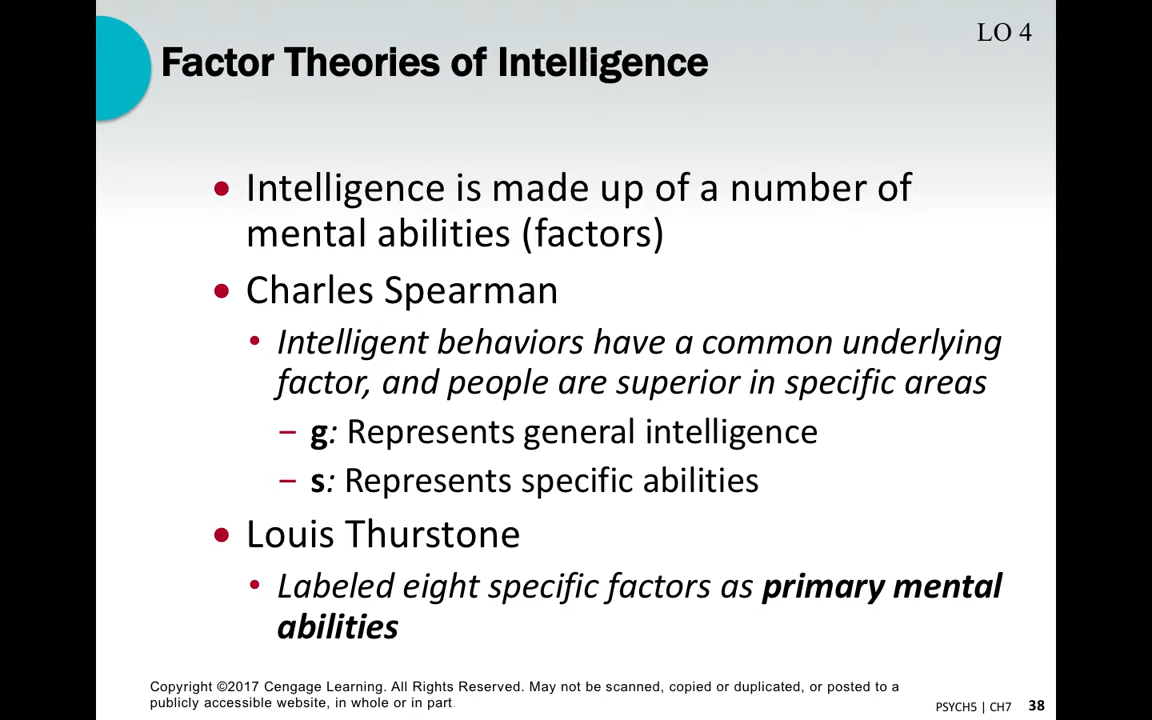 LO 4
Factor Theories of Intelligence
• Intelligence is made up of a number of
mental abilities (factors)
• Charles Spearman
• Intelligent behaviors have a common underlying
factor, and people are superior in specific areas
– g: Represents general intelligence
– s: Represents specific abilities
• Louis Thurstone
• Labeled eight specific factors as primary mental
abilities
Copyright ©2017 Cengage Learning. All Rights Reserved. May not be scanned, copied or duplicated, or posted to a
publicly accessible website, in whole or in part.
PSYCH5 | CH7 38